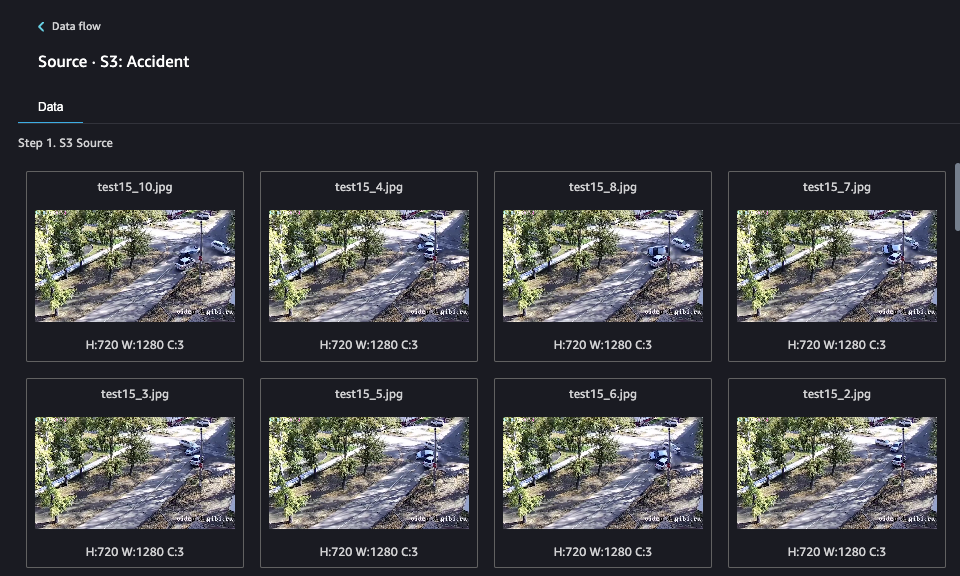 Data flow
Source · S3: Accident
Data
Step 1. S3 Source
test15_10.jpg
test15_4.jpg
test15_8.jpg
test15_7.jpg
H:720 W:1280 C:3
H:720 W:1280 C:3
H:720 W:1280 C:3
H:720 W:1280 C:3
test15_3.jpg
test15_5.jpg
test15_6.jpg
test15_2.jpg
H:720 W:1280 C:3
H:720 W:1280 C:3
H:720 W:1280 C:3
H:720 W:1280 C:3